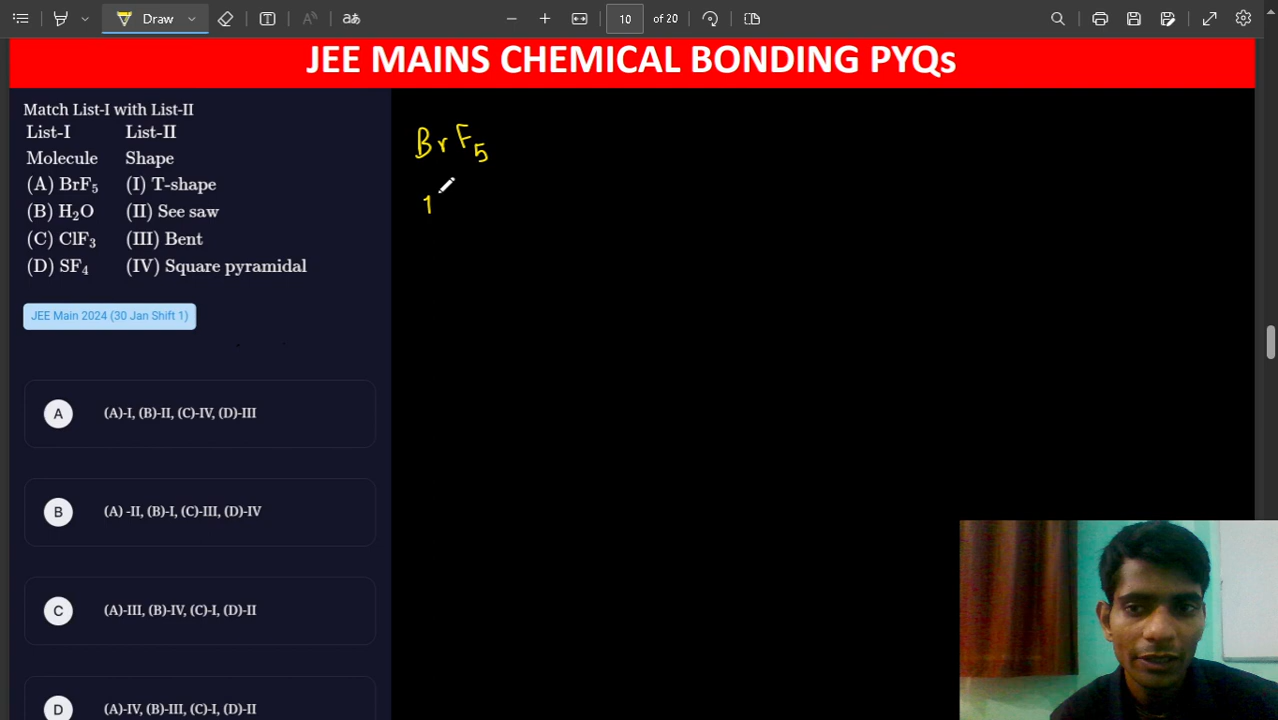 Draw
aあ
10 of 20
JEE MAINS CHEMICAL BONDING PYQs
Match List-I with List-II
List-I List-II
Molecule Shape
(A) BrF₅ (I) T-shape
(B) H₂O (II) See saw
(C) ClF₃ (III) Bent
(D) SF₄ (IV) Square pyramidal
JEE Main 2024 (30 Jan Shift 1)
A (A)-I, (B)-II, (C)-IV, (D)-III
B (A) -II, (B)-I, (C)-III, (D)-IV
C (A)-III, (B)-IV, (C)-I, (D)-II
D (A)-IV, (B)-III, (C)-I, (D)-II
BrF₅
1